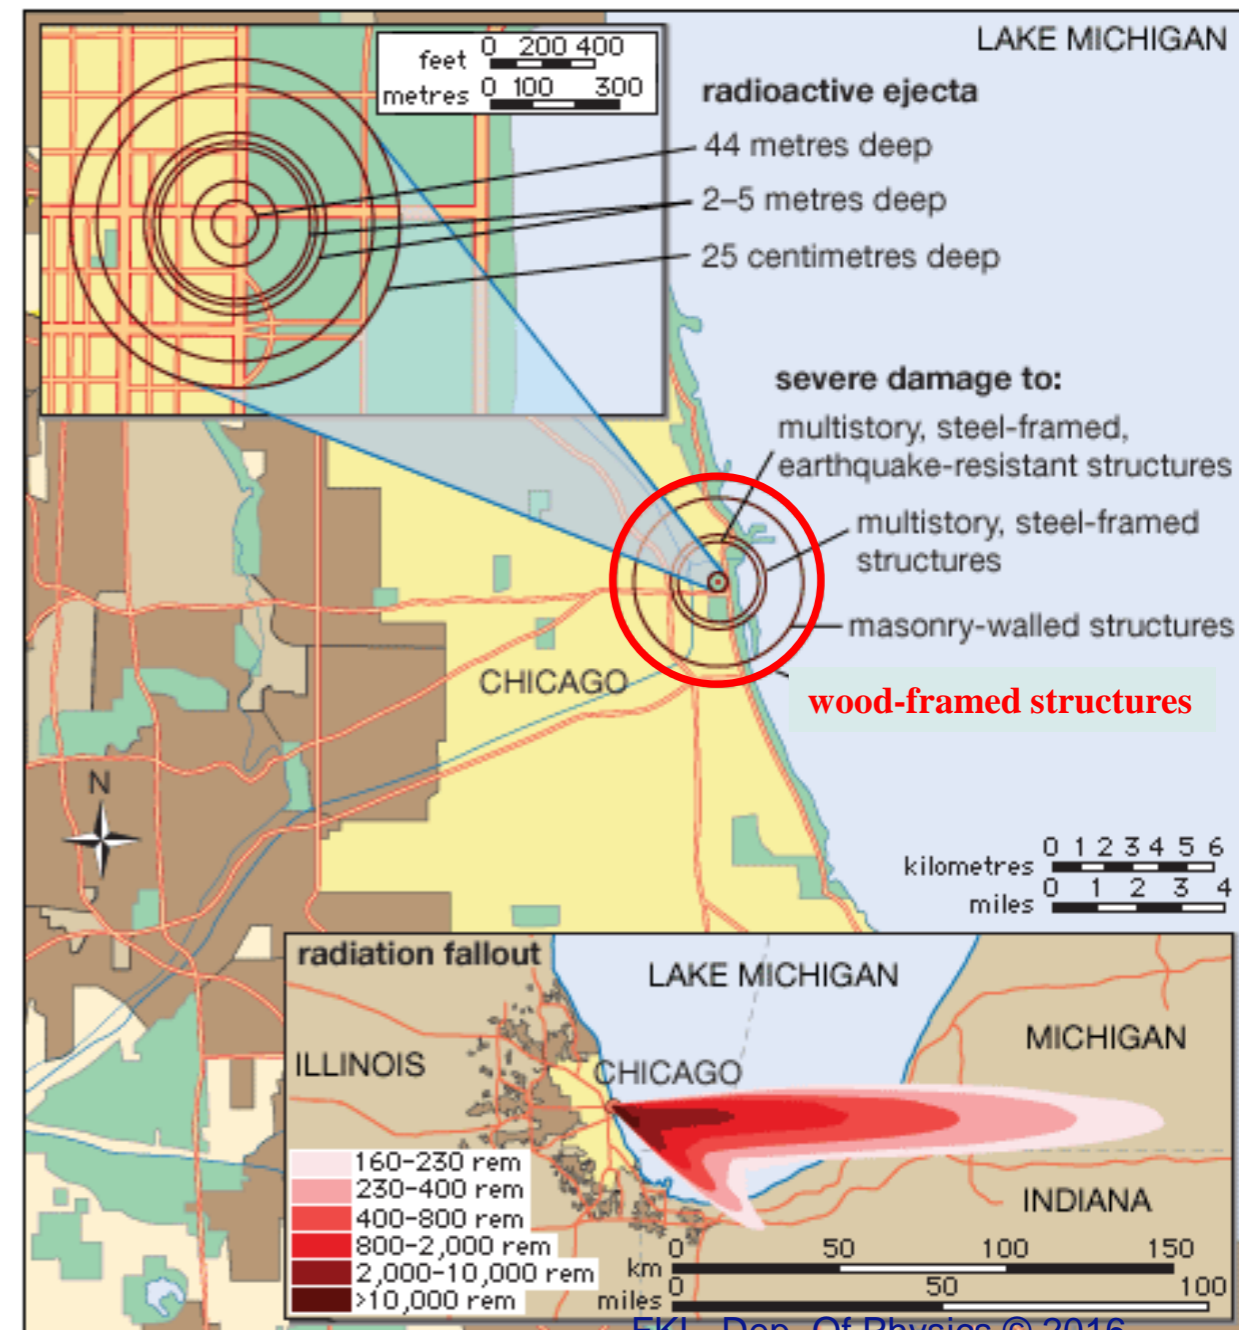 LAKE MICHIGAN
feet 0 200 400
metres 0 100 300
radioactive ejecta
44 metres deep
2–5 metres deep
25 centimetres deep
severe damage to:
multistory, steel-framed,
earthquake-resistant structures
multistory, steel-framed
structures
masonry-walled structures
CHICAGO
wood-framed structures
N
kilometres 0 1 2 3 4 5 6
miles 0 1 2 3 4
radiation fallout
LAKE MICHIGAN
MICHIGAN
ILLINOIS
CHICAGO
INDIANA
160–230 rem
230–400 rem
400–800 rem
800–2,000 rem
2,000–10,000 rem
>10,000 rem
km 0 50 100 150
miles 0 50 100
Dep. Of Physics © 2016